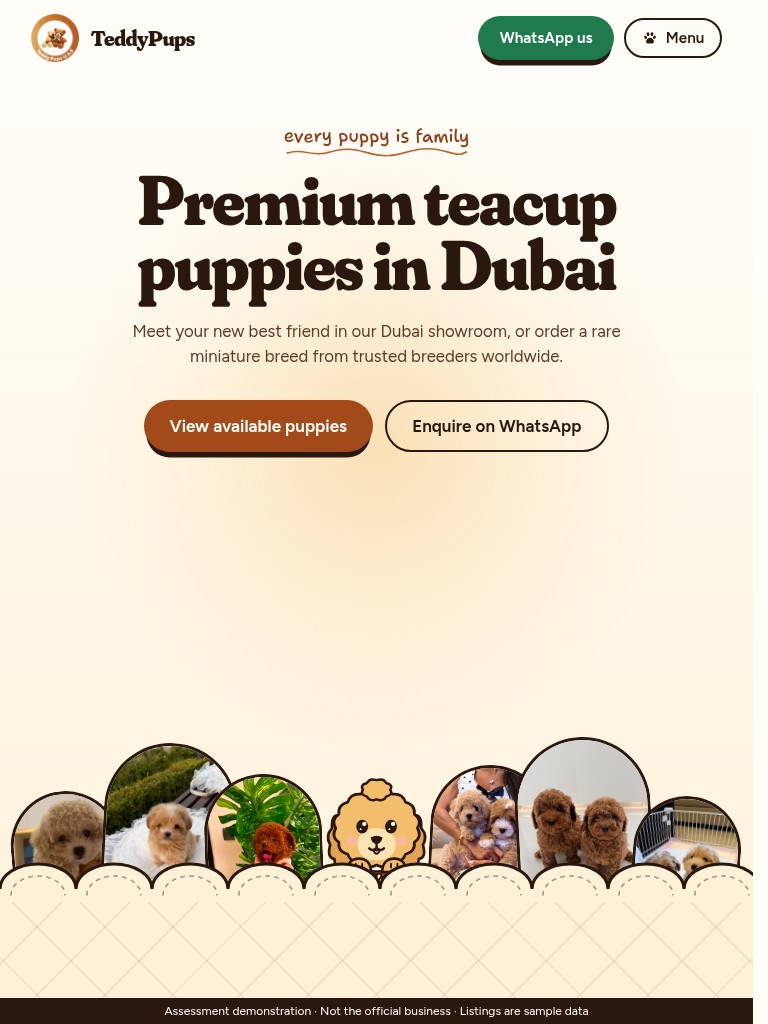 TeddyPups
WhatsApp us
Menu
every puppy is family
Premium teacup
puppies in Dubai
Meet your new best friend in our Dubai showroom, or order a rare
miniature breed from trusted breeders worldwide.
View available puppies
Enquire on WhatsApp
Assessment demonstration · Not the official business · Listings are sample data